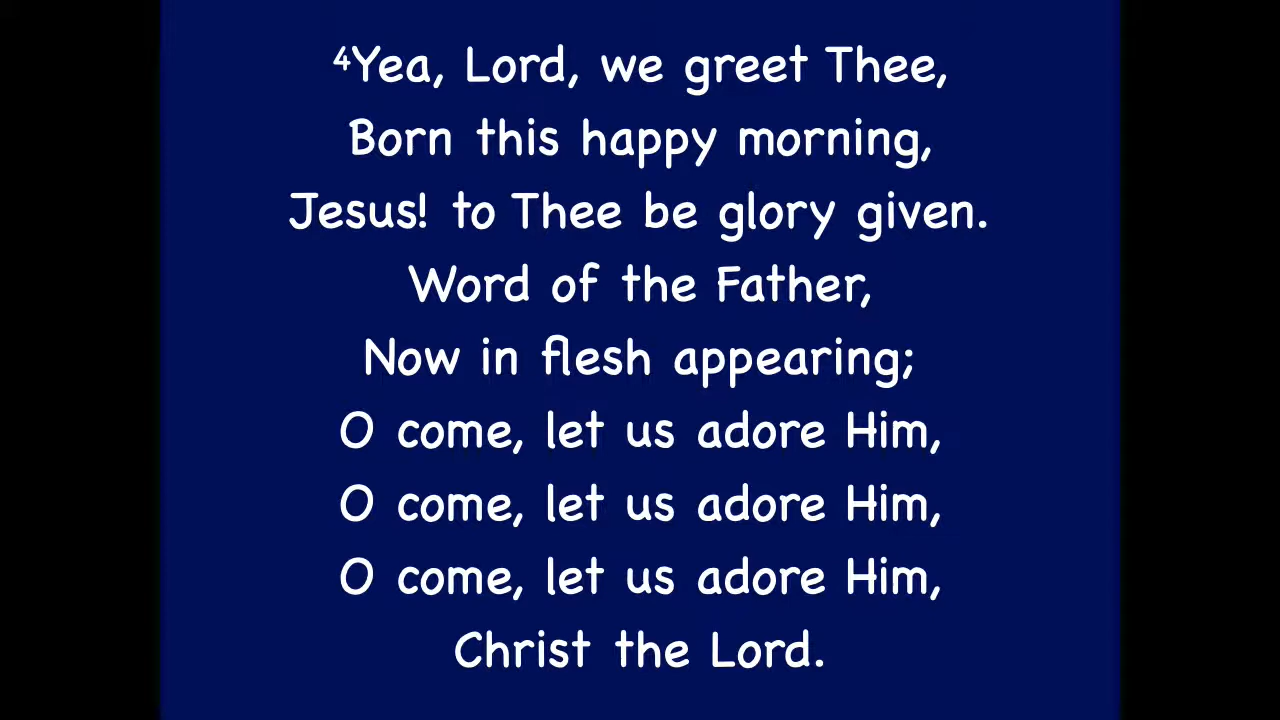 ⁴Yea, Lord, we greet Thee,
Born this happy morning,
Jesus! to Thee be glory given.
Word of the Father,
Now in flesh appearing;
O come, let us adore Him,
O come, let us adore Him,
O come, let us adore Him,
Christ the Lord.